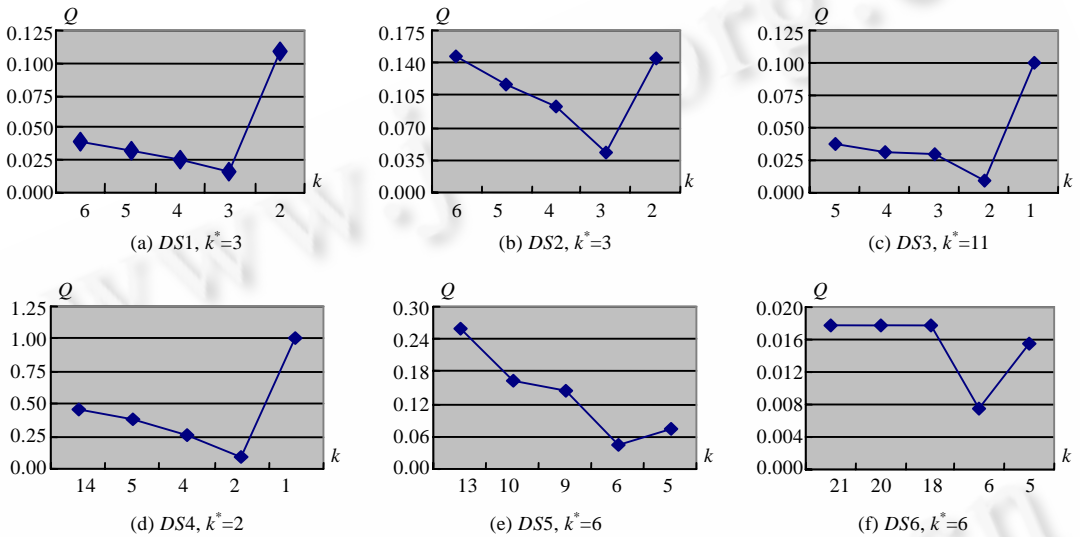 Q
0.125
0.100
0.075
0.050
0.025
0.000
k
6 5 4 3 2
(a) DS1, k*=3
Q
0.175
0.140
0.105
0.070
0.035
0.000
k
6 5 4 3 2
(b) DS2, k*=3
Q
0.125
0.100
0.075
0.050
0.025
0.000
k
5 4 3 2 1
(c) DS3, k*=11
Q
1.25
1.00
0.75
0.50
0.25
0.00
k
14 5 4 2 1
(d) DS4, k*=2
Q
0.30
0.24
0.18
0.12
0.06
0.00
k
13 10 9 6 5
(e) DS5, k*=6
Q
0.020
0.016
0.012
0.008
0.004
0.000
k
21 20 18 6 5
(f) DS6, k*=6